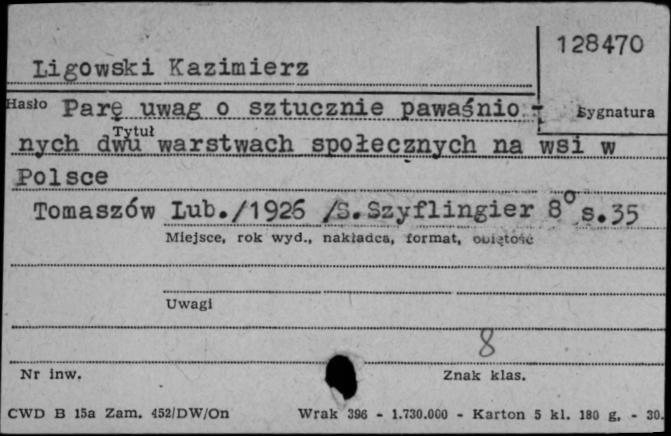 128470
Ligowski Kazimierz
Hasło Parę uwag o sztucznie pawaśnio - Sygnatura
Tytuł
nych dwu warstwach społecznych na wsi w
Polsce
Tomaszów Lub./1926 /S.Szyflingier 8° s.35
Miejsce, rok wyd., nakładca, format, objętość
Uwagi
8
Nr inw. Znak klas.
CWD B 15a Zam. 452/DW/On Wrak 396 - 1.730.000 - Karton 5 kl. 180 g. - 30.